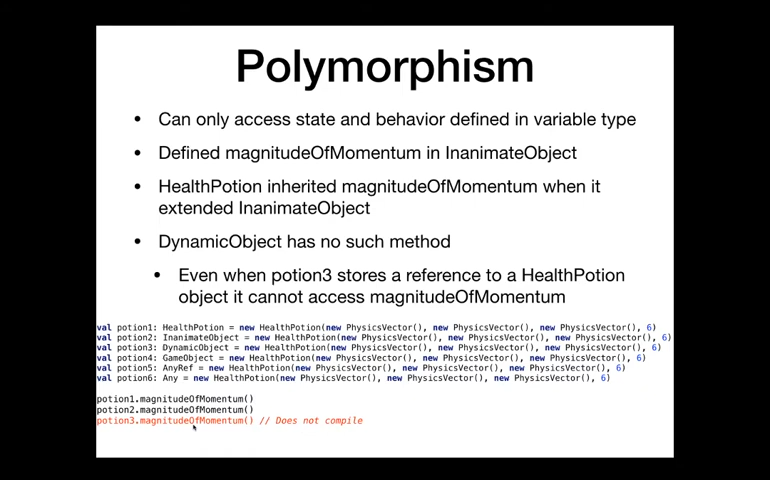 Polymorphism
• Can only access state and behavior defined in variable type
• Defined magnitudeOfMomentum in InanimateObject
• HealthPotion inherited magnitudeOfMomentum when it
extended InanimateObject
• DynamicObject has no such method
• Even when potion3 stores a reference to a HealthPotion
object it cannot access magnitudeOfMomentum
val potion1: HealthPotion = new HealthPotion(new PhysicsVector(), new PhysicsVector(), new PhysicsVector(), 6)
val potion2: InanimateObject = new HealthPotion(new PhysicsVector(), new PhysicsVector(), new PhysicsVector(), 6)
val potion3: DynamicObject = new HealthPotion(new PhysicsVector(), new PhysicsVector(), new PhysicsVector(), 6)
val potion4: GameObject = new HealthPotion(new PhysicsVector(), new PhysicsVector(), new PhysicsVector(), 6)
val potion5: AnyRef = new HealthPotion(new PhysicsVector(), new PhysicsVector(), new PhysicsVector(), 6)
val potion6: Any = new HealthPotion(new PhysicsVector(), new PhysicsVector(), new PhysicsVector(), 6)
potion1.magnitudeOfMomentum()
potion2.magnitudeOfMomentum()
potion3.magnitudeOfMomentum() // Does not compile